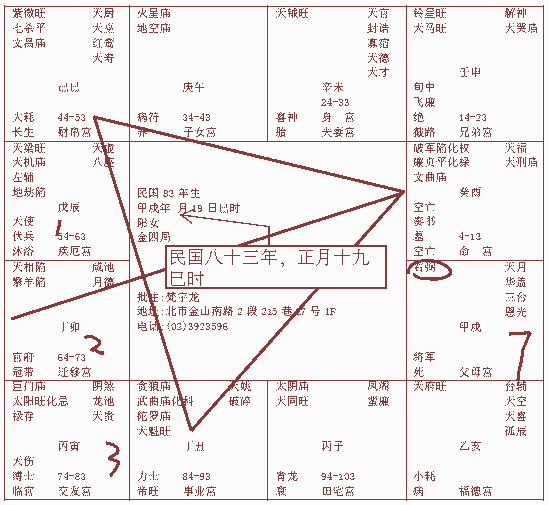 紫微旺 天厨
七杀平 天虚
文昌庙 红鸾
天寿
己巳
大耗 44-53
长生 财帛宫
火星庙
地空庙
庚午
病符 34-43
养 子女宫
天钺旺 天官
封诰
寡宿
天德
天才
辛未
24-33
喜神 身 宫
胎 夫妻宫
铃星旺 解神
天马旺 天哭庙
壬申
旬中
飞廉
绝 14-23
截路 兄弟宫
天梁旺
天机庙 八座
左辅
地劫陷
戊辰
天使
伏兵 54-63
沐浴 疾厄宫
1
民国 83 年生
甲戌年 月 19 日巳时
阳女
金四局
民国八十三年,正月十九
巳时
批注:梵宇龙
地址:北市金山南路 2 段 215 巷 27 号 1F
电话:(02)3923596
破军陷化权 天福
廉贞平化禄 天刑庙
文曲庙
癸酉
空亡
奏书
墓 4-13
空亡 命 宫
天相陷 咸池
擎羊陷 月德
丁卯
官府 64-73
冠带 迁移宫
2
右弼 天月
华盖
三台
恩光
甲戌
将军
死 父母宫
巨门庙 阴煞
太阳旺化忌 龙池
禄存 天贵
丙寅
天伤
博士 74-83
临官 交友宫
3
贪狼庙 天姚
武曲庙化科 破碎
陀罗庙
天魁旺
丁丑
力士 84-93
帝旺 事业宫
太阴庙 凤阁
天同旺 蜚廉
丙子
青龙 94-103
衰 田宅宫
天府旺 台辅
天空
天喜
孤辰
乙亥
小耗
病 福德宫